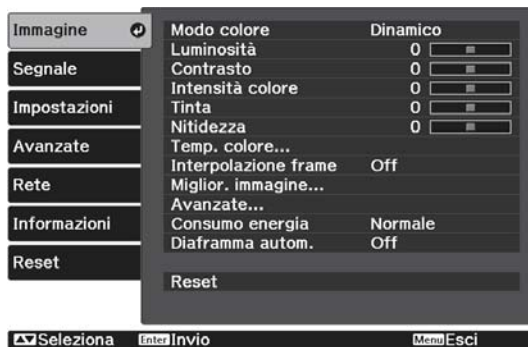 Immagine
Segnale
Impostazioni
Avanzate
Rete
Informazioni
Reset
Modo colore Dinamico
Luminosità 0
Contrasto 0
Intensità colore 0
Tinta 0
Nitidezza 0
Temp. colore...
Interpolazione frame Off
Miglior. immagine...
Avanzate...
Consumo energia Normale
Diaframma autom. Off
Reset
Seleziona Enter Invio Menu Esci